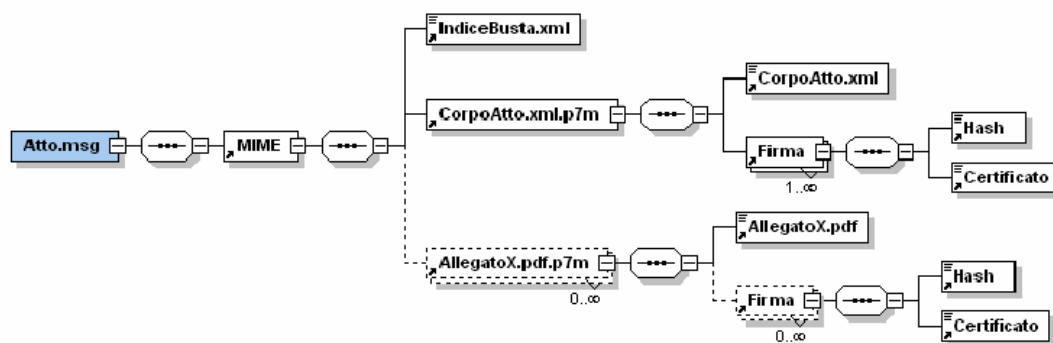 IndiceBusta.xml
CorpoAtto.xml
CorpoAtto.xml.p7m
Hash
Atto.msg
MIME
Firma
1..∞
Certificato
AllegatoX.pdf
AllegatoX.pdf.p7m
0..∞
Hash
Firma
0..∞
Certificato